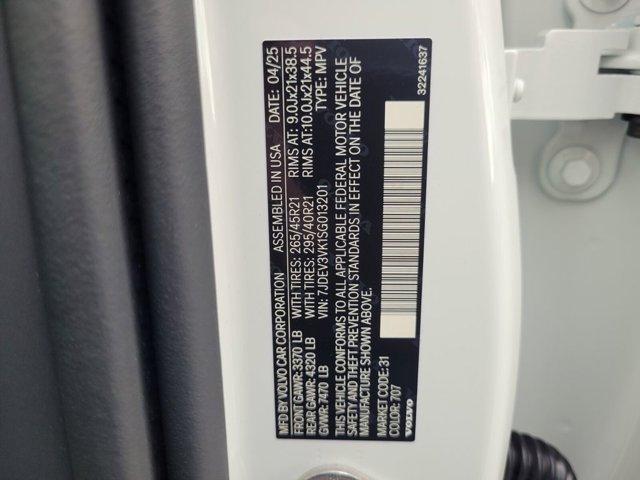 MFD BY VOLVO CAR CORPORATION ASSEMBLED IN USA DATE: 04/25
FRONT GAWR: 3370 LB WITH TIRES: 265/45R21 RIMS AT: 9.0Jx21x38.5
REAR GAWR: 4320 LB WITH TIRES: 295/40R21 RIMS AT:10.0Jx21x44.5
GVWR: 7470 LB VIN: 7JDEV3VK1SG013201 TYPE: MPV
THIS VEHICLE CONFORMS TO ALL APPLICABLE FEDERAL MOTOR VEHICLE
SAFETY AND THEFT PREVENTION STANDARDS IN EFFECT ON THE DATE OF
MANUFACTURE SHOWN ABOVE.
MARKET CODE: 31
COLOR: 707
VOLVO
32241637